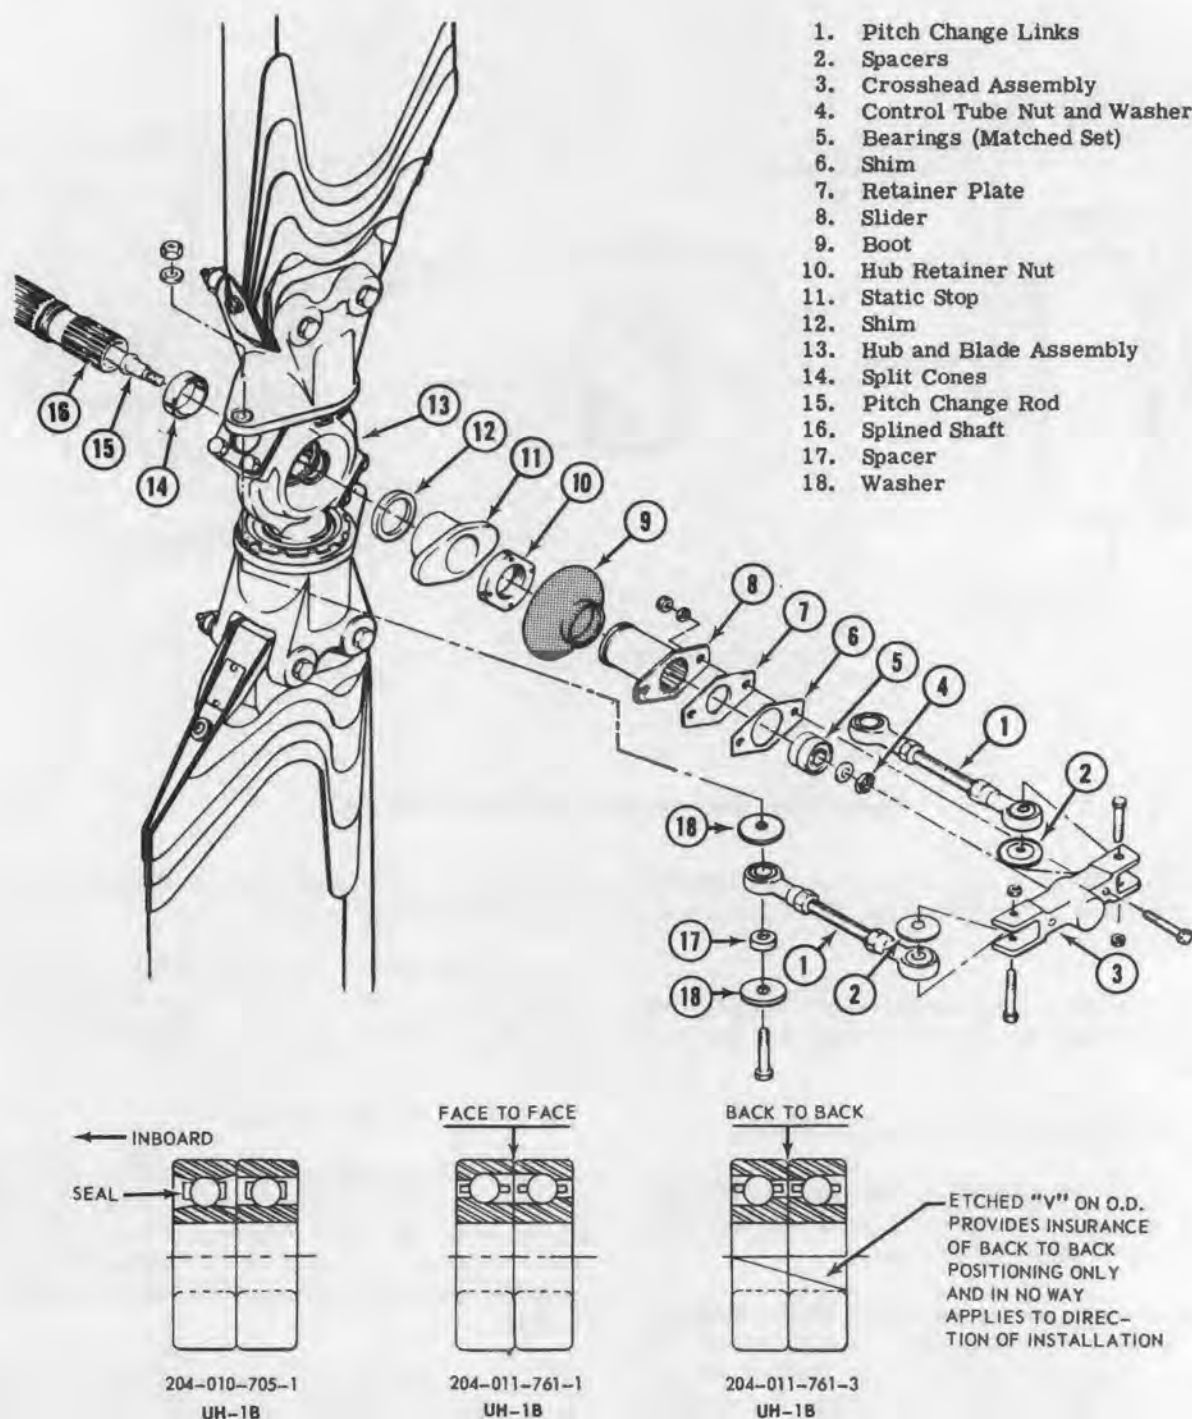 1. Pitch Change Links
2. Spacers
3. Crosshead Assembly
4. Control Tube Nut and Washer
5. Bearings (Matched Set)
6. Shim
7. Retainer Plate
8. Slider
9. Boot
10. Hub Retainer Nut
11. Static Stop
12. Shim
13. Hub and Blade Assembly
14. Split Cones
15. Pitch Change Rod
16. Splined Shaft
17. Spacer
18. Washer
16
15
14
13
12
11
10
9
8
7
6
5
4
1
2
18
17
18
1
2
3
INBOARD
SEAL
FACE TO FACE
BACK TO BACK
ETCHED "V" ON O.D.
PROVIDES INSURANCE
OF BACK TO BACK
POSITIONING ONLY
AND IN NO WAY
APPLIES TO DIREC-
TION OF INSTALLATION
204-010-705-1
UH-1B
204-011-761-1
UH-1B
204-011-761-3
UH-1B